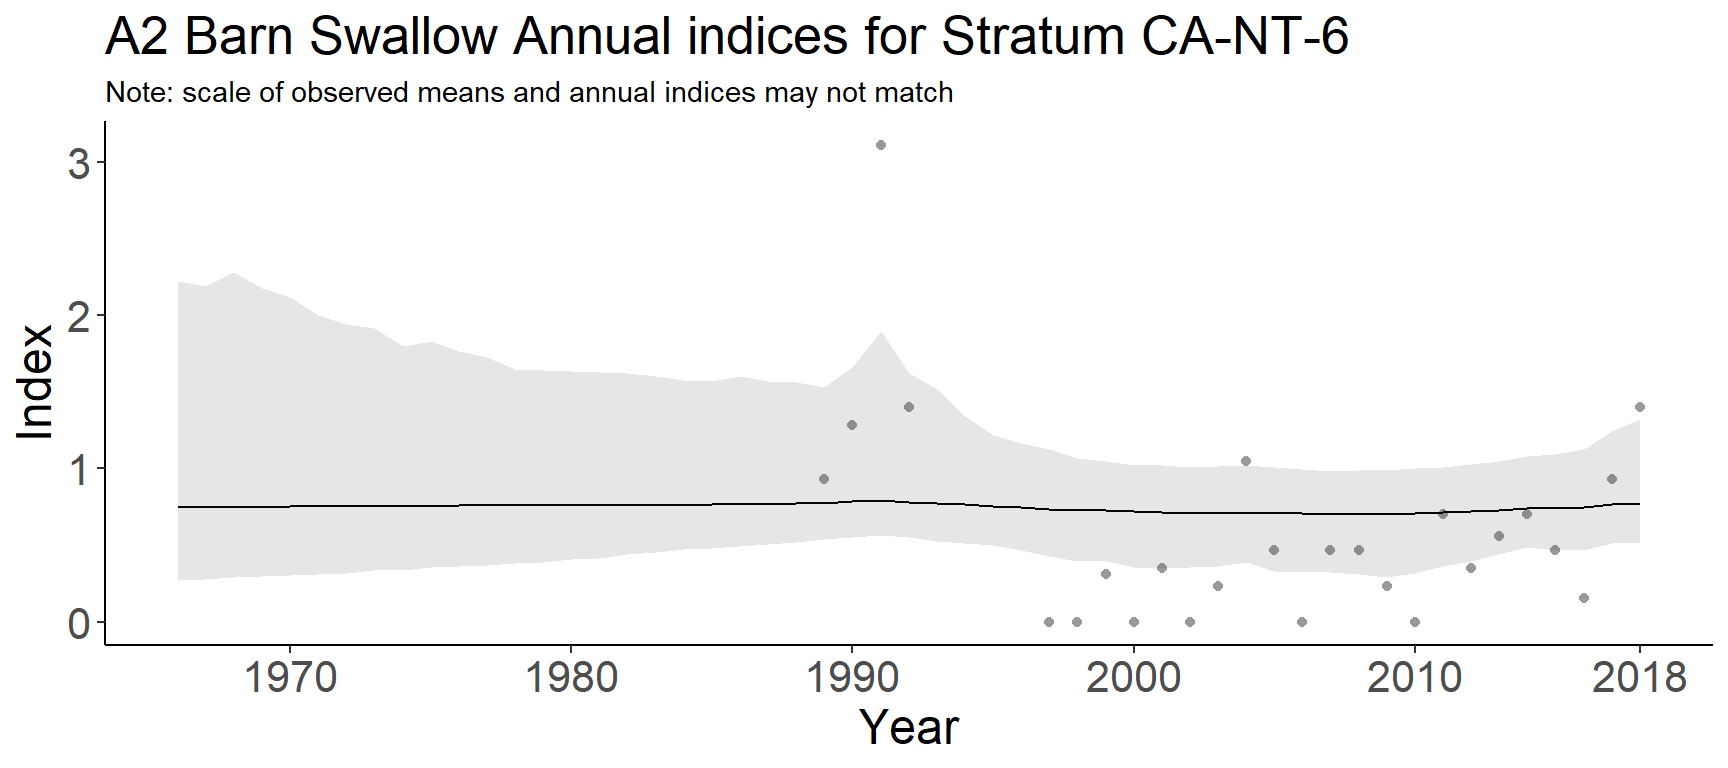 A2 Barn Swallow Annual indices for Stratum CA-NT-6
Note: scale of observed means and annual indices may not match
3
2
1
0
Index
1970 1980 1990 2000 2010 2018
Year